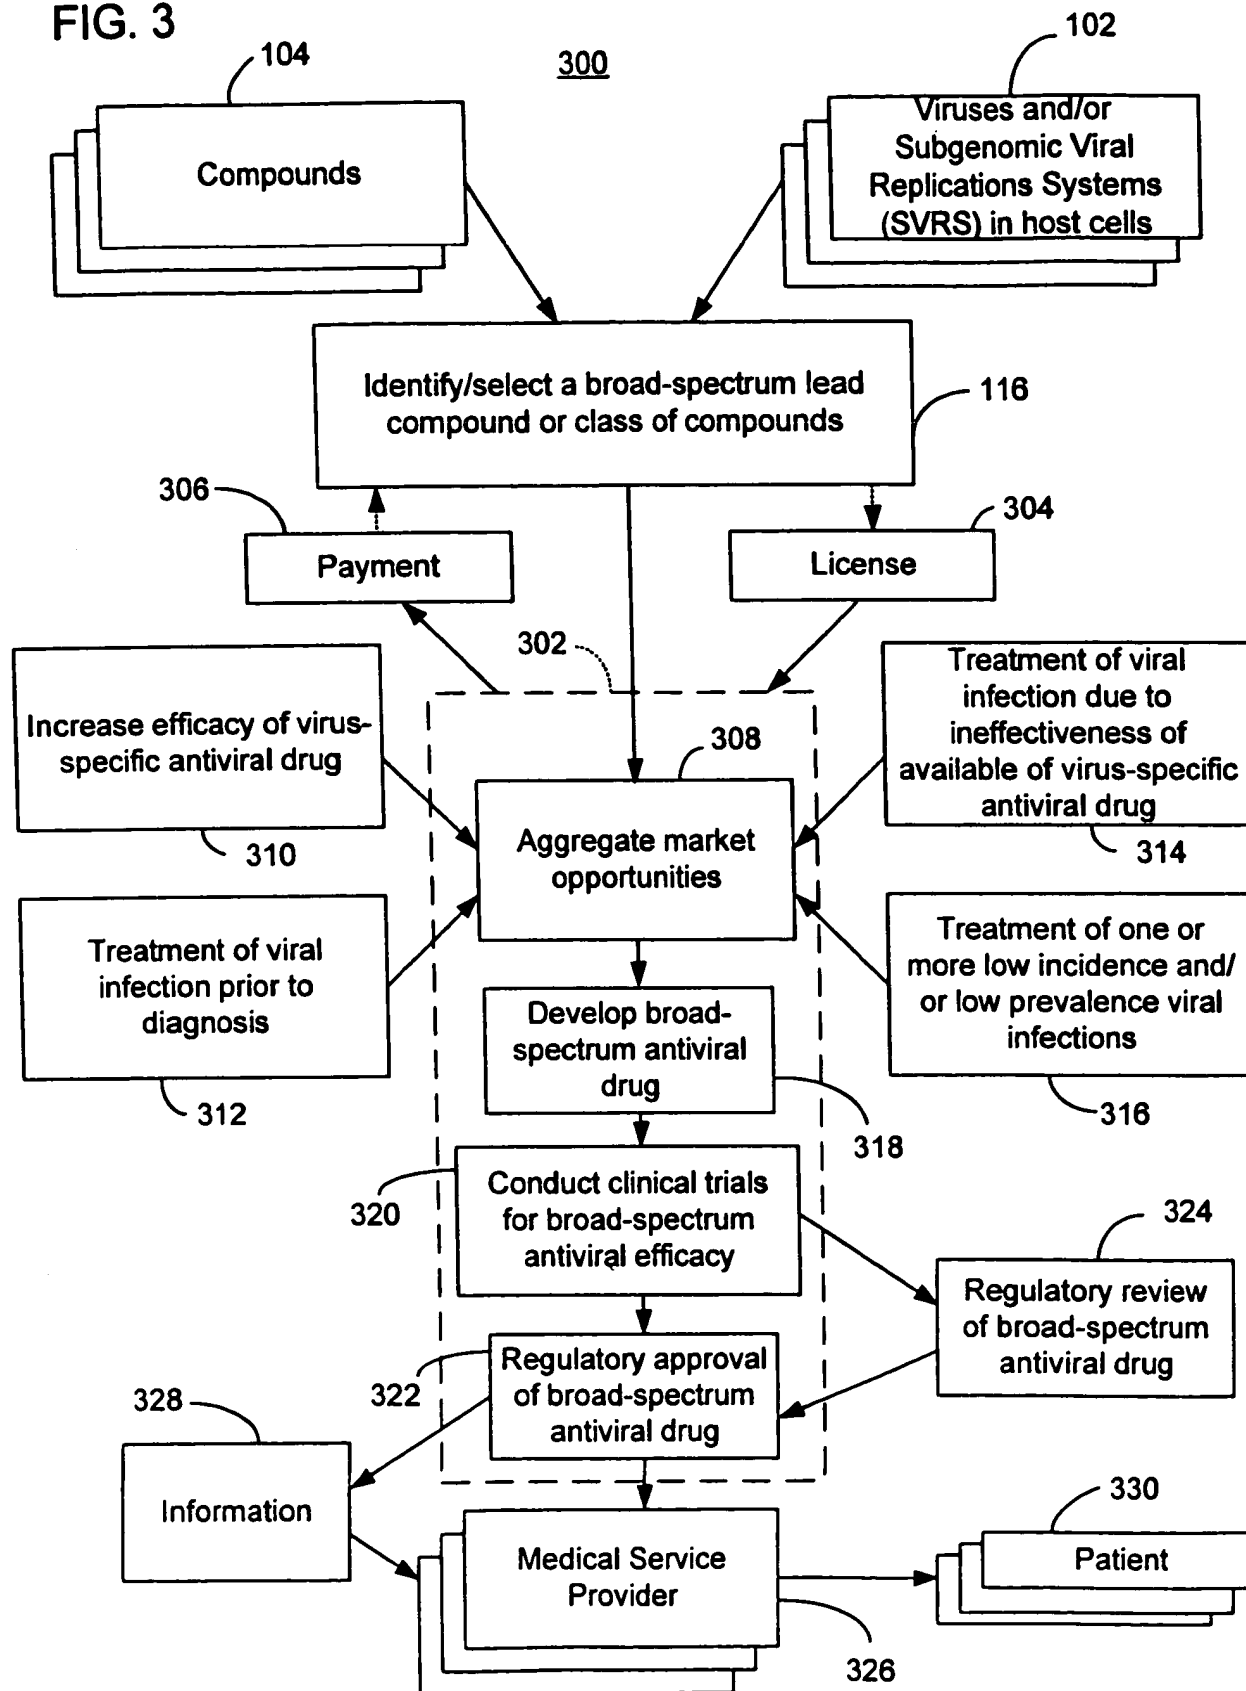 FIG. 3
104
300
102
Compounds
Viruses and/or
Subgenomic Viral
Replications Systems
(SVRS) in host cells
Identify/select a broad-spectrum lead
compound or class of compounds
116
306
304
Payment
License
302
Increase efficacy of virus-
specific antiviral drug
310
308
Aggregate market
opportunities
Treatment of viral
infection due to
ineffectiveness of
available of virus-specific
antiviral drug
314
Treatment of viral
infection prior to
diagnosis
312
Treatment of one or
more low incidence and/
or low prevalence viral
infections
316
Develop broad-
spectrum antiviral
drug
318
320
Conduct clinical trials
for broad-spectrum
antiviral efficacy
324
Regulatory review
of broad-spectrum
antiviral drug
322
Regulatory approval
of broad-spectrum
antiviral drug
328
Information
Medical Service
Provider
326
330
Patient